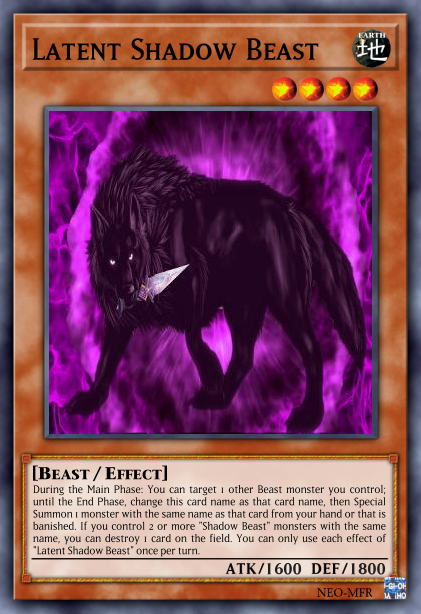 LATENT SHADOW BEAST
EARTH
地
[BEAST / EFFECT]
During the Main Phase: You can target 1 other Beast monster you control;
until the End Phase, change this card name as that card name, then Special
Summon 1 monster with the same name as that card from your hand or that is
banished. If you control 2 or more "Shadow Beast" monsters with the same
name, you can destroy 1 card on the field. You can only use each effect of
"Latent Shadow Beast" once per turn.
ATK/1600 DEF/1800
NEO-MFR